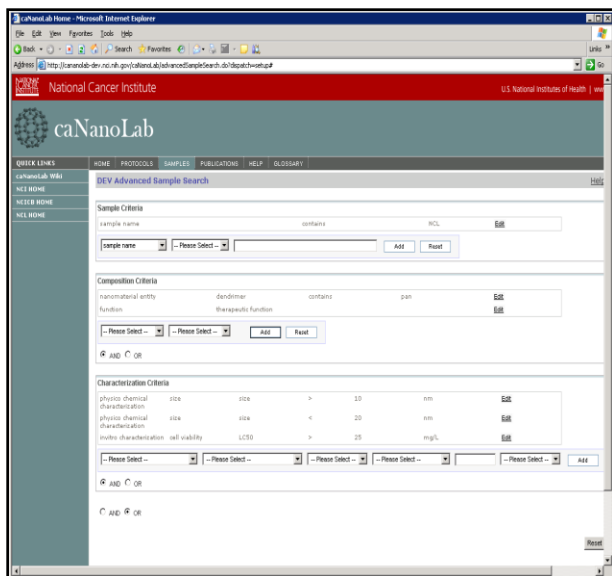 caNanoLab Home - Microsoft Internet Explorer
File Edit View Favorites Tools Help
Back Search Favorites Links »
Address http://cananolab-dev.nci.nih.gov/caNanoLab/advancedSampleSearch.do?dispatch=setup# Go
NATIONAL CANCER INSTITUTE National Cancer Institute U.S. National Institutes of Health | www
caNanoLab
QUICK LINKS HOME PROTOCOLS SAMPLES PUBLICATIONS HELP GLOSSARY
caNanoLab Wiki
NCI HOME
NCICB HOME
NCL HOME
DEV Advanced Sample Search Help
Sample Criteria
sample name contains NCL Edit
sample name -- Please Select -- Add Reset
Composition Criteria
nanomaterial entity dendrimer contains pan Edit
function therapeutic function Edit
-- Please Select -- -- Please Select -- Add Reset
AND OR
Characterization Criteria
physico chemical characterization size size > 10 nm Edit
physico chemical characterization size size < 20 nm Edit
invitro characterization cell viability LC50 > 25 mg/L Edit
-- Please Select -- -- Please Select -- -- Please Select -- -- Please Select -- -- Please Select -- Add
AND OR
AND OR
Reset